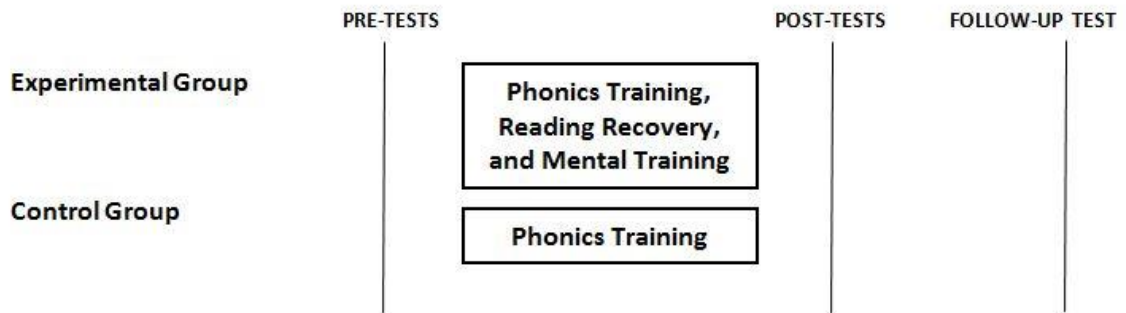 PRE-TESTS POST-TESTS FOLLOW-UP TEST
Experimental Group
Phonics Training,
Reading Recovery,
and Mental Training
Control Group
Phonics Training